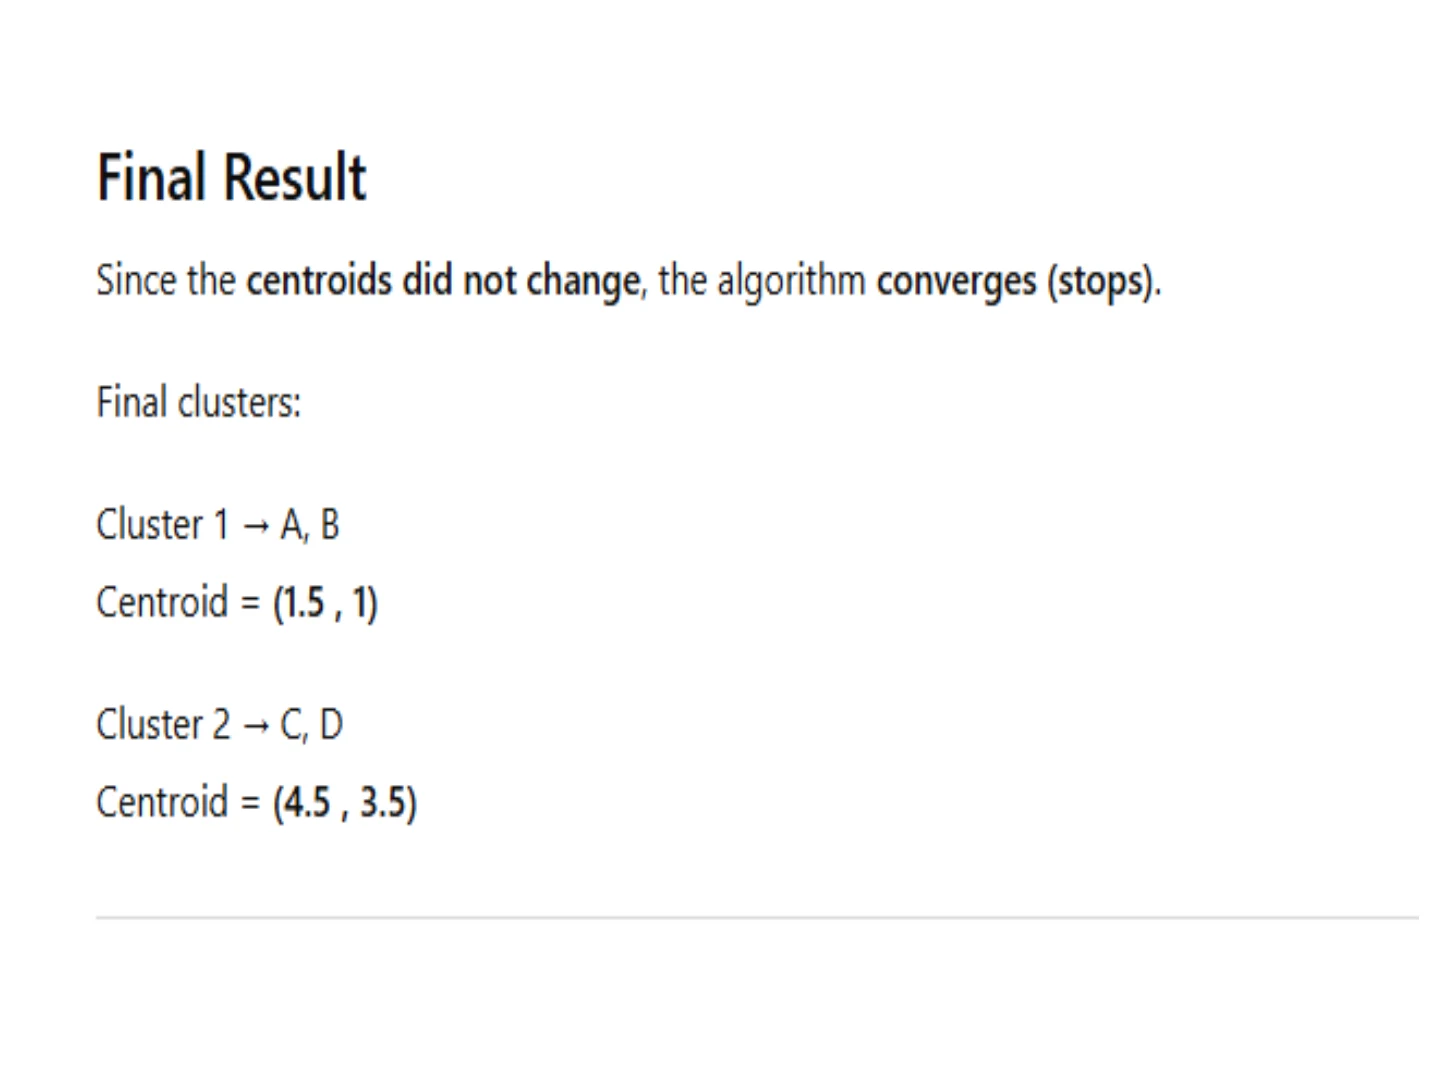 Final Result
Since the centroids did not change, the algorithm converges (stops).
Final clusters:
Cluster 1 → A, B
Centroid = (1.5 , 1)
Cluster 2 → C, D
Centroid = (4.5 , 3.5)